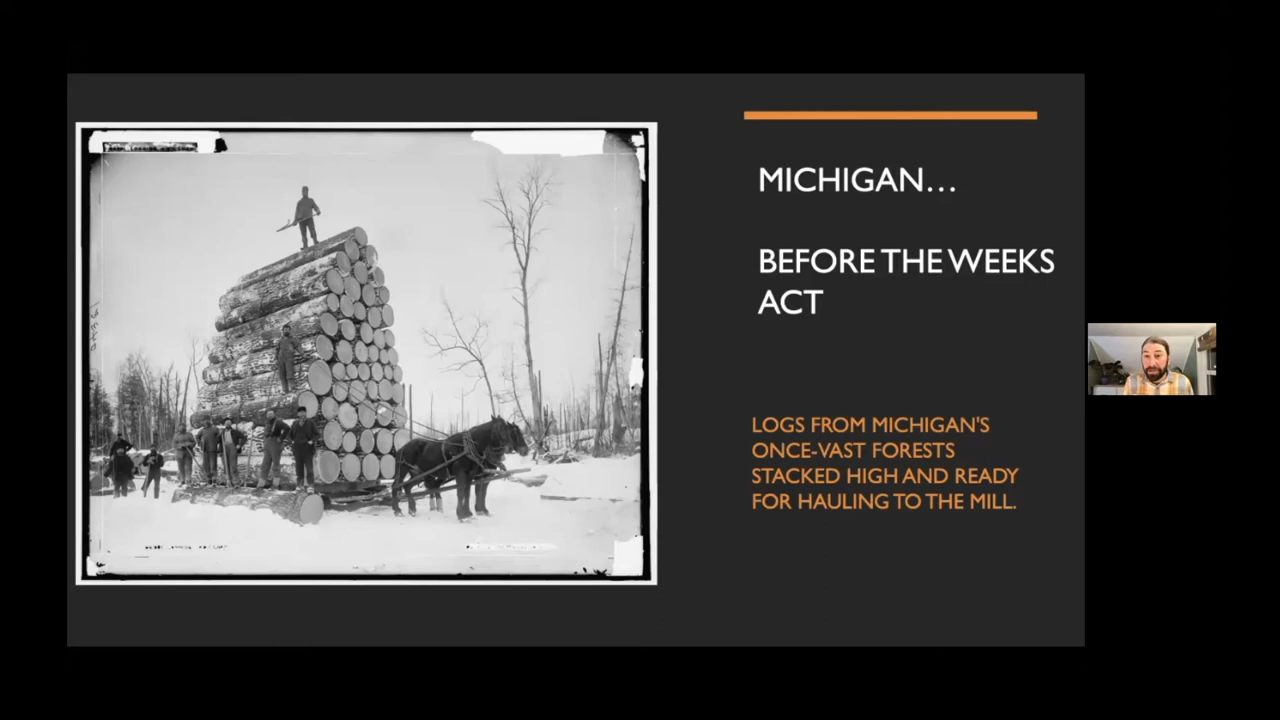 MICHIGAN...
BEFORE THE WEEKS
ACT
LOGS FROM MICHIGAN'S
ONCE-VAST FORESTS
STACKED HIGH AND READY
FOR HAULING TO THE MILL.